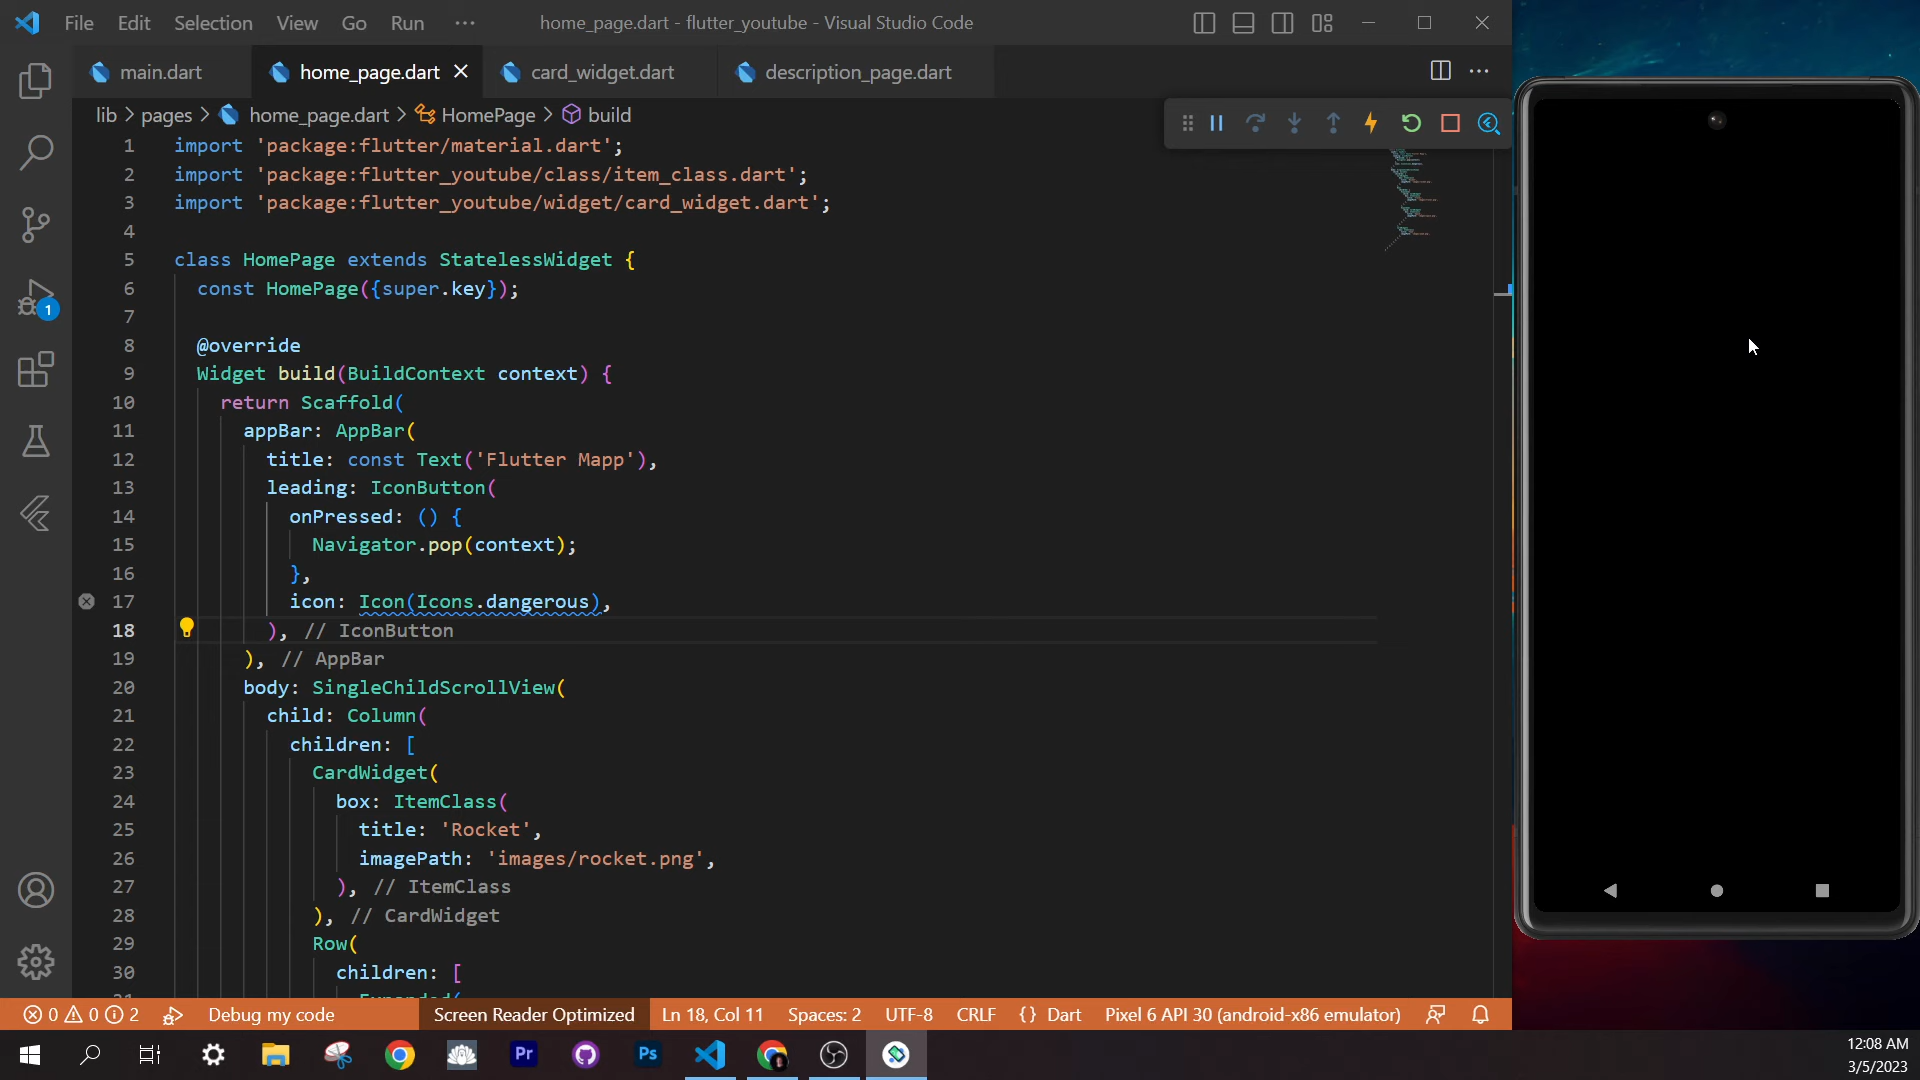 File Edit Selection View Go Run ··· home_page.dart - flutter_youtube - Visual Studio Code
main.dart home_page.dart card_widget.dart description_page.dart
lib > pages > home_page.dart > HomePage > build
1 import 'package:flutter/material.dart';
2 import 'package:flutter_youtube/class/item_class.dart';
3 import 'package:flutter_youtube/widget/card_widget.dart';
4
5 class HomePage extends StatelessWidget {
6 const HomePage({super.key});
7
8 @override
9 Widget build(BuildContext context) {
10 return Scaffold(
11 appBar: AppBar(
12 title: const Text('Flutter Mapp'),
13 leading: IconButton(
14 onPressed: () {
15 Navigator.pop(context);
16 },
17 icon: Icon(Icons.dangerous),
18 ), // IconButton
19 ), // AppBar
20 body: SingleChildScrollView(
21 child: Column(
22 children: [
23 CardWidget(
24 box: ItemClass(
25 title: 'Rocket',
26 imagePath: 'images/rocket.png',
27 ), // ItemClass
28 ), // CardWidget
29 Row(
30 children: [
31 Expanded(
1
0 0 2 Debug my code Screen Reader Optimized Ln 18, Col 11 Spaces: 2 UTF-8 CRLF {} Dart Pixel 6 API 30 (android-x86 emulator)
Pr Ps
12:08 AM
3/5/2023